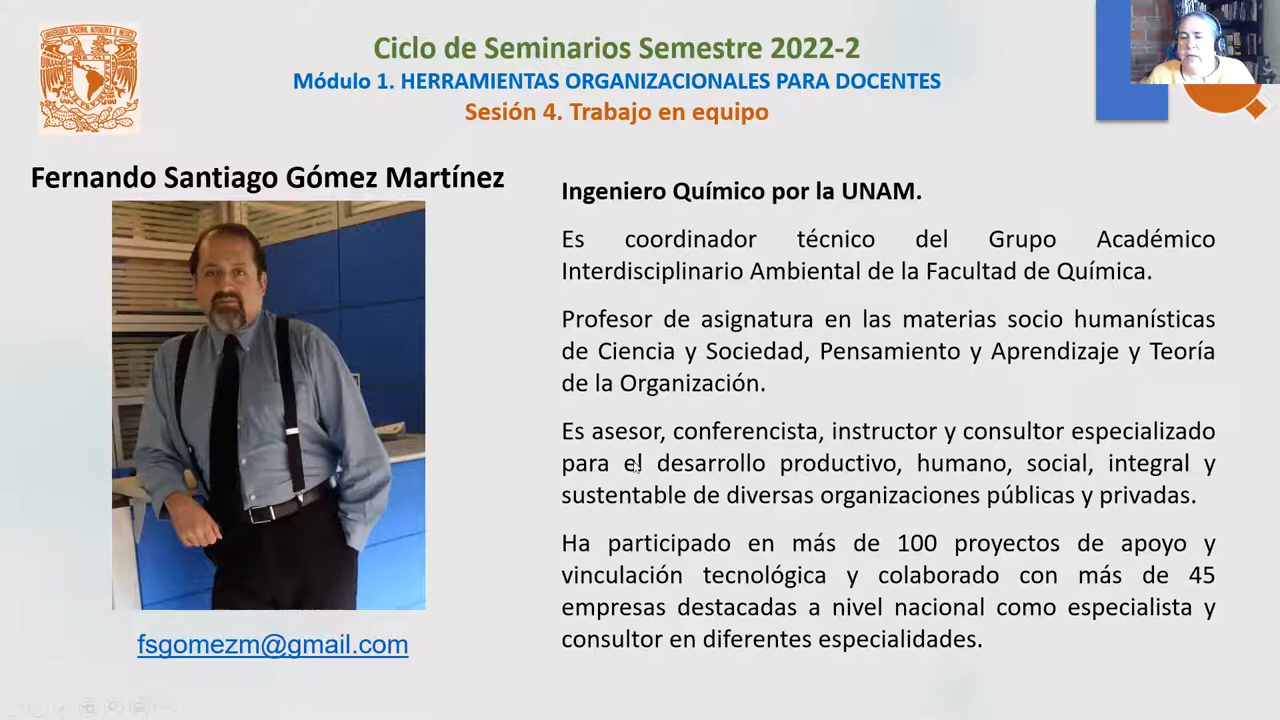 Ciclo de Seminarios Semestre 2022-2
Módulo 1. HERRAMIENTAS ORGANIZACIONALES PARA DOCENTES
Sesión 4. Trabajo en equipo
Fernando Santiago Gómez Martínez
Ingeniero Químico por la UNAM.
Es coordinador técnico del Grupo Académico
Interdisciplinario Ambiental de la Facultad de Química.
Profesor de asignatura en las materias socio humanísticas
de Ciencia y Sociedad, Pensamiento y Aprendizaje y Teoría
de la Organización.
Es asesor, conferencista, instructor y consultor especializado
para el desarrollo productivo, humano, social, integral y
sustentable de diversas organizaciones públicas y privadas.
Ha participado en más de 100 proyectos de apoyo y
vinculación tecnológica y colaborado con más de 45
empresas destacadas a nivel nacional como especialista y
consultor en diferentes especialidades.
fsgomezm@gmail.com